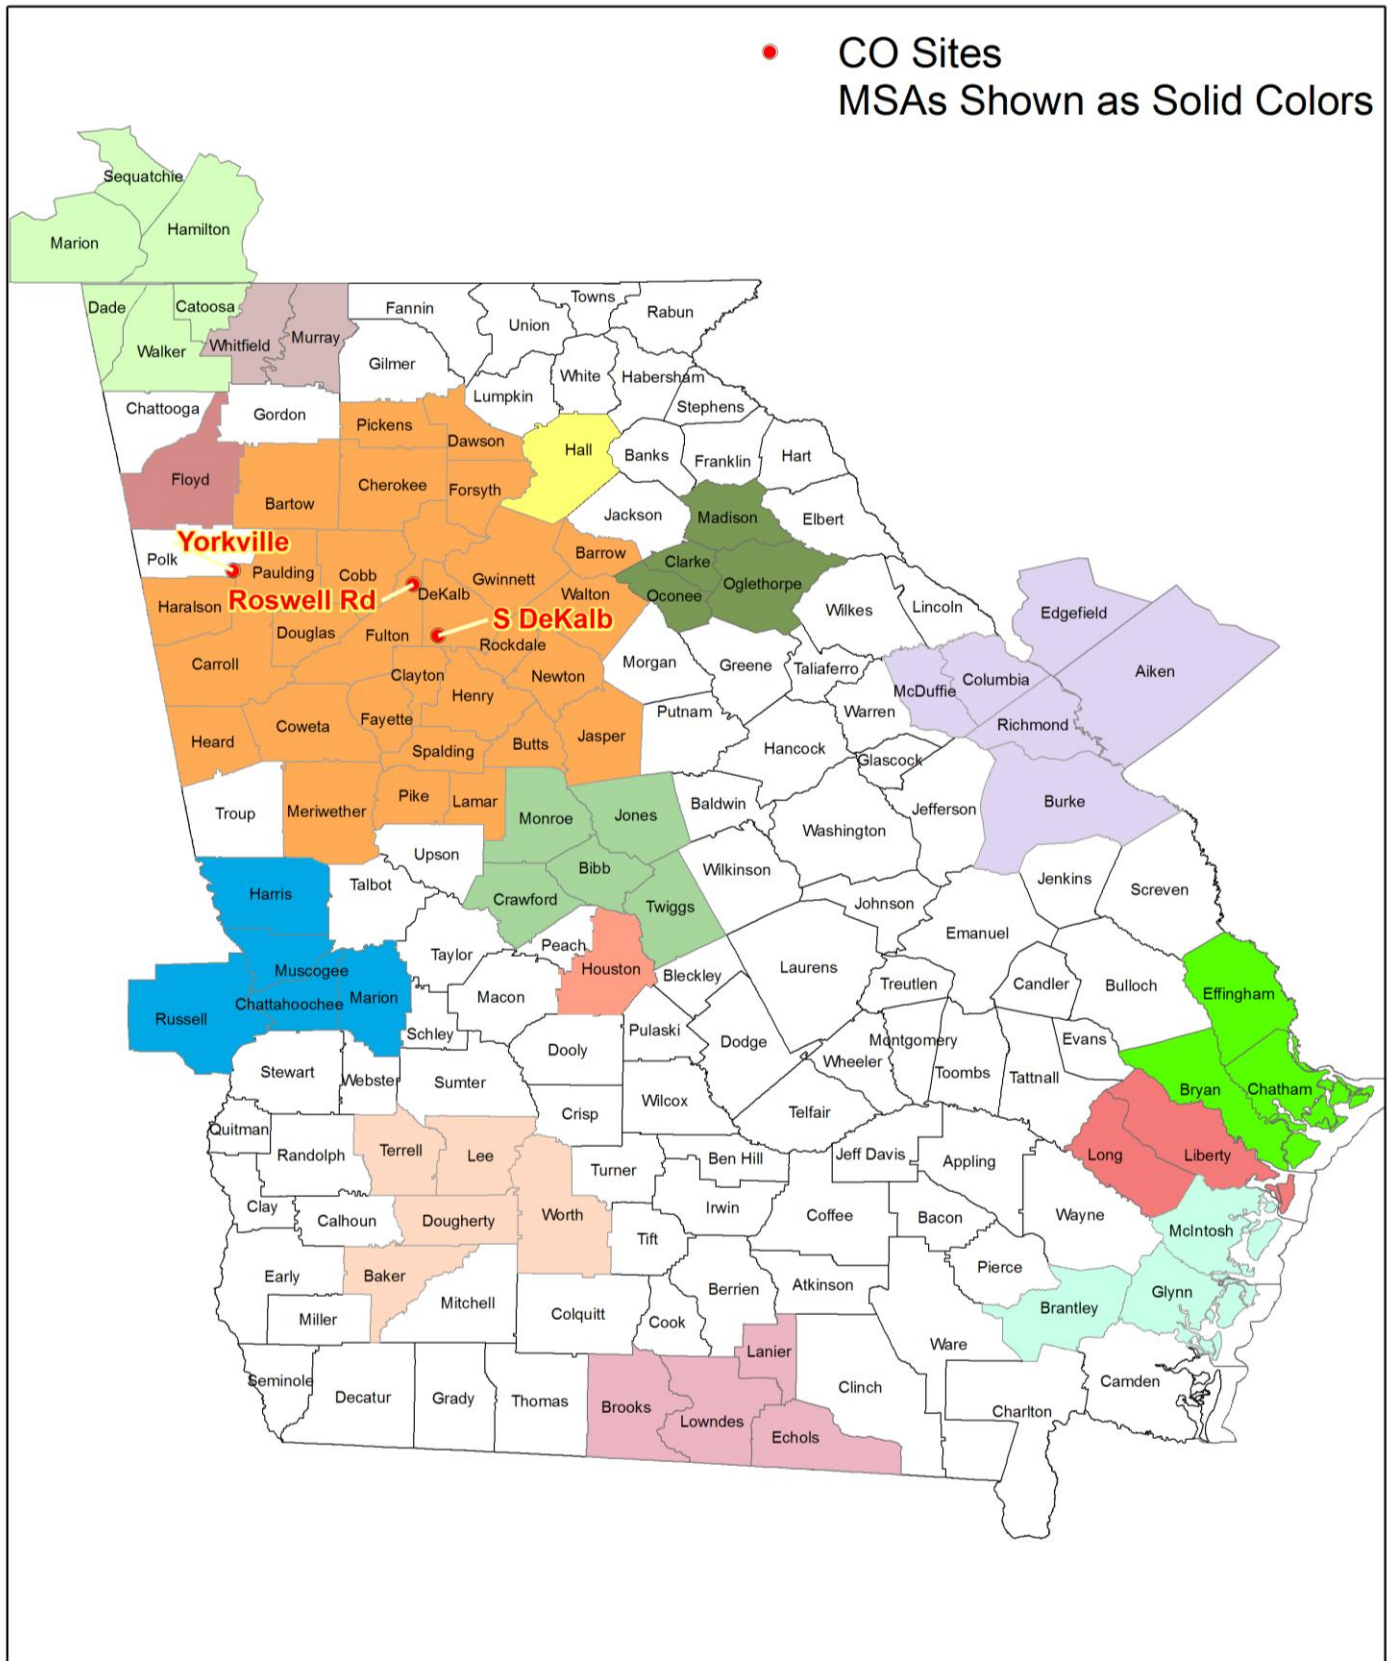 CO Sites
MSAs Shown as Solid Colors
Sequatchie
Hamilton
Marion
Dade
Catoosa
Fannin
Towns
Union
Rabun
Whitfield
Murray
Walker
Gilmer
White
Habersham
Lumpkin
Stephens
Chattooga
Gordon
Pickens
Dawson
Hall
Banks
Franklin
Hart
Floyd
Cherokee
Forsyth
Bartow
Jackson
Madison
Elbert
Yorkville
Polk
Paulding
Cobb
Gwinnett
Barrow
Clarke
Oglethorpe
Roswell Rd
DeKalb
Walton
Oconee
Haralson
Wilkes
Lincoln
Edgefield
S DeKalb
Douglas
Fulton
Rockdale
Carroll
Clayton
Newton
Morgan
Greene
Taliaferro
McDuffie
Columbia
Aiken
Henry
Fayette
Coweta
Putnam
Warren
Richmond
Heard
Spalding
Butts
Jasper
Hancock
Glascock
Troup
Meriwether
Pike
Lamar
Monroe
Jones
Baldwin
Washington
Jefferson
Burke
Upson
Bibb
Wilkinson
Harris
Talbot
Crawford
Twiggs
Johnson
Jenkins
Screven
Emanuel
Taylor
Peach
Houston
Bleckley
Laurens
Muscogee
Chattahoochee
Marion
Macon
Treutlen
Candler
Bulloch
Effingham
Russell
Schley
Pulaski
Dodge
Montgomery
Evans
Dooly
Wheeler
Stewart
Webster
Sumter
Toombs
Tattnall
Bryan
Chatham
Crisp
Wilcox
Telfair
Quitman
Randolph
Terrell
Lee
Turner
Ben Hill
Jeff Davis
Appling
Long
Liberty
Clay
Calhoun
Dougherty
Worth
Irwin
Coffee
Bacon
Wayne
McIntosh
Tift
Early
Baker
Mitchell
Berrien
Atkinson
Pierce
Brantley
Glynn
Miller
Colquitt
Cook
Lanier
Ware
Seminole
Decatur
Grady
Thomas
Brooks
Lowndes
Echols
Clinch
Charlton
Camden